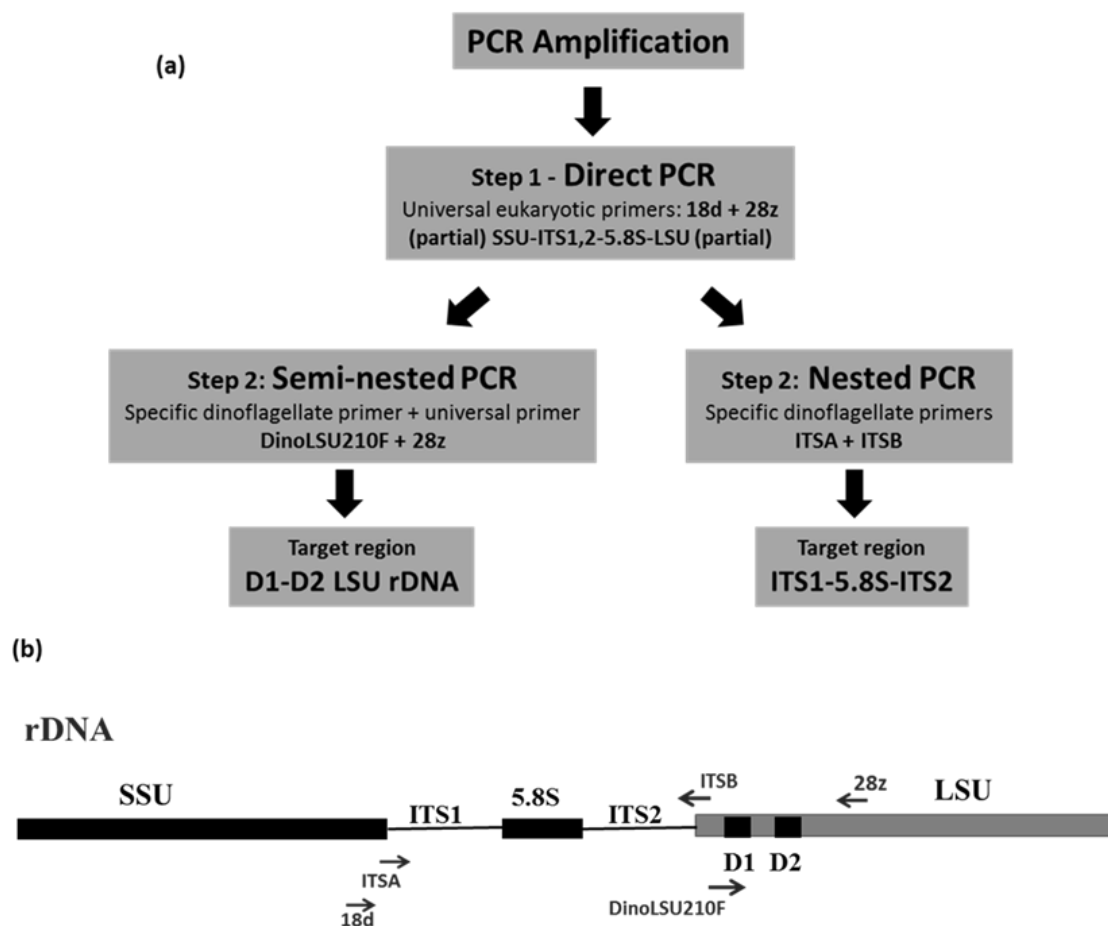 (a)
PCR Amplification
Step 1 - Direct PCR
Universal eukaryotic primers: 18d + 28z
(partial) SSU-ITS1,2-5.8S-LSU (partial)
Step 2: Semi-nested PCR
Specific dinoflagellate primer + universal primer
DinoLSU210F + 28z
Step 2: Nested PCR
Specific dinoflagellate primers
ITSA + ITSB
Target region
D1-D2 LSU rDNA
Target region
ITS1-5.8S-ITS2
(b)
rDNA
SSU
ITS1
5.8S
ITS2
ITSB
28z
LSU
D1
D2
ITSA
18d
DinoLSU210F